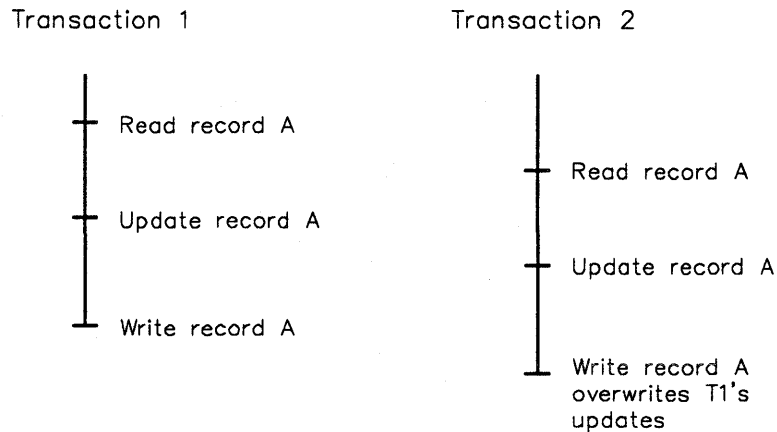 Transaction 1
Read record A
Update record A
Write record A
Transaction 2
Read record A
Update record A
Write record A
overwrites T1's
updates